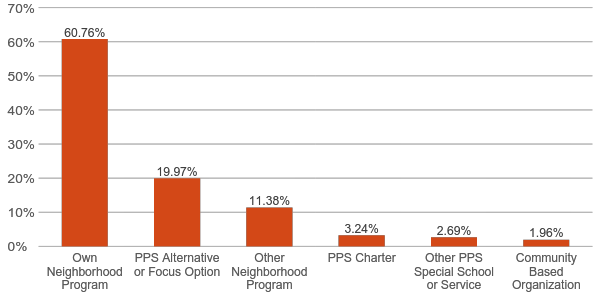 70%
60%
50%
40%
30%
20%
10%
0%
60.76%
19.97%
11.38%
3.24%
2.69%
1.96%
Own
Neighborhood
Program
PPS Alternative
or Focus Option
Other
Neighborhood
Program
PPS Charter
Other PPS
Special School
or Service
Community
Based
Organization